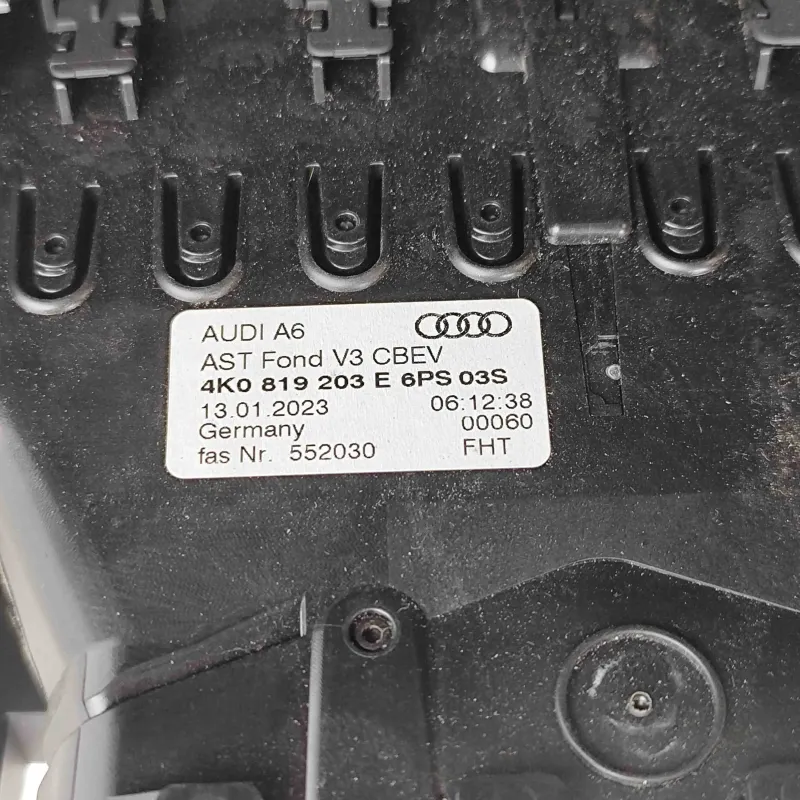 AUDI A6
AST Fond V3 CBEV
4K0 819 203 E 6PS 03S
13.01.2023 06:12:38
Germany 00060
fas Nr. 552030 FHT